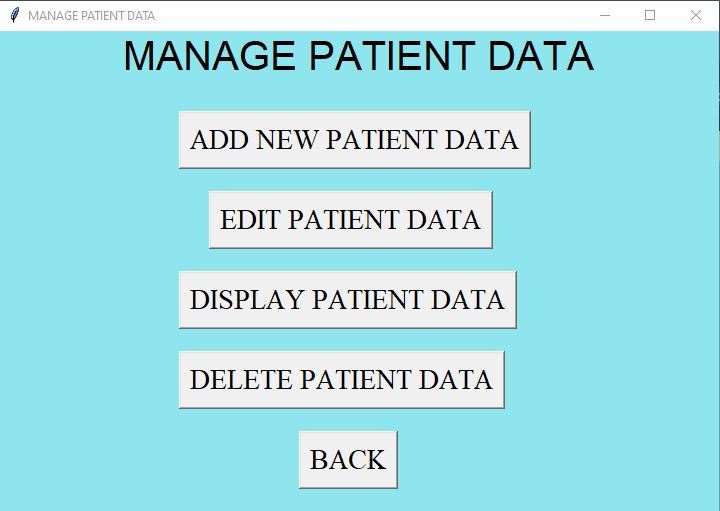 MANAGE PATIENT DATA
MANAGE PATIENT DATA
ADD NEW PATIENT DATA
EDIT PATIENT DATA
DISPLAY PATIENT DATA
DELETE PATIENT DATA
BACK